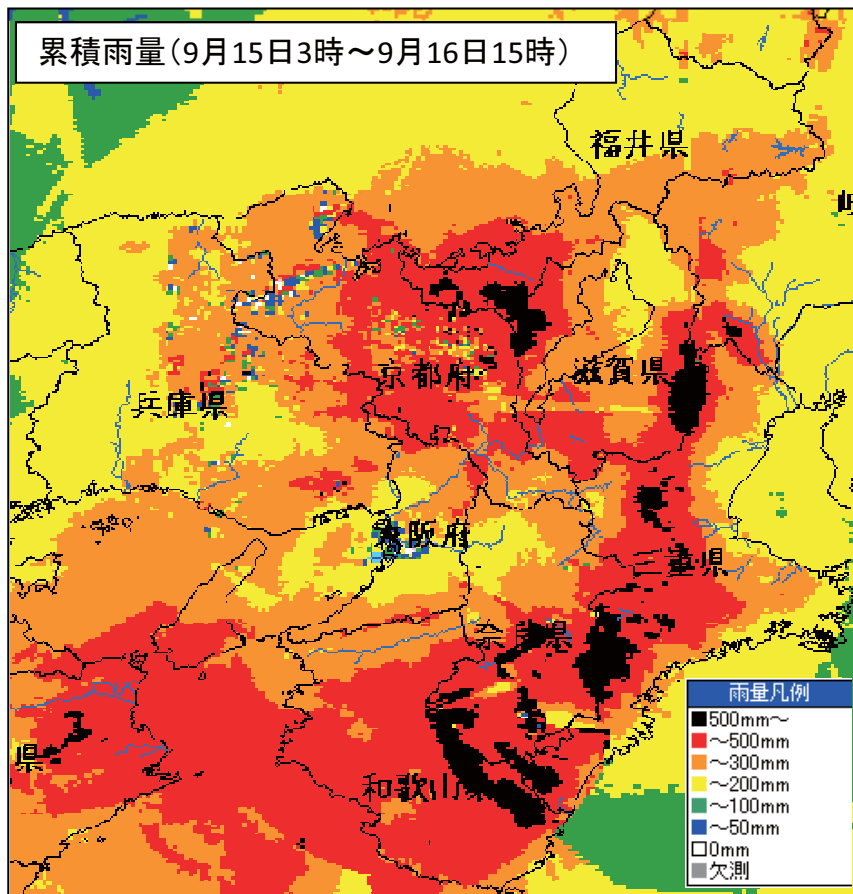 累積雨量(9月15日3時～9月16日15時)
福井県
岐
京都府
滋賀県
兵庫県
大阪府
三重県
奈良県
県
和歌山県
雨量凡例
500mm～
～500mm
～300mm
～200mm
～100mm
～50mm
0mm
欠測